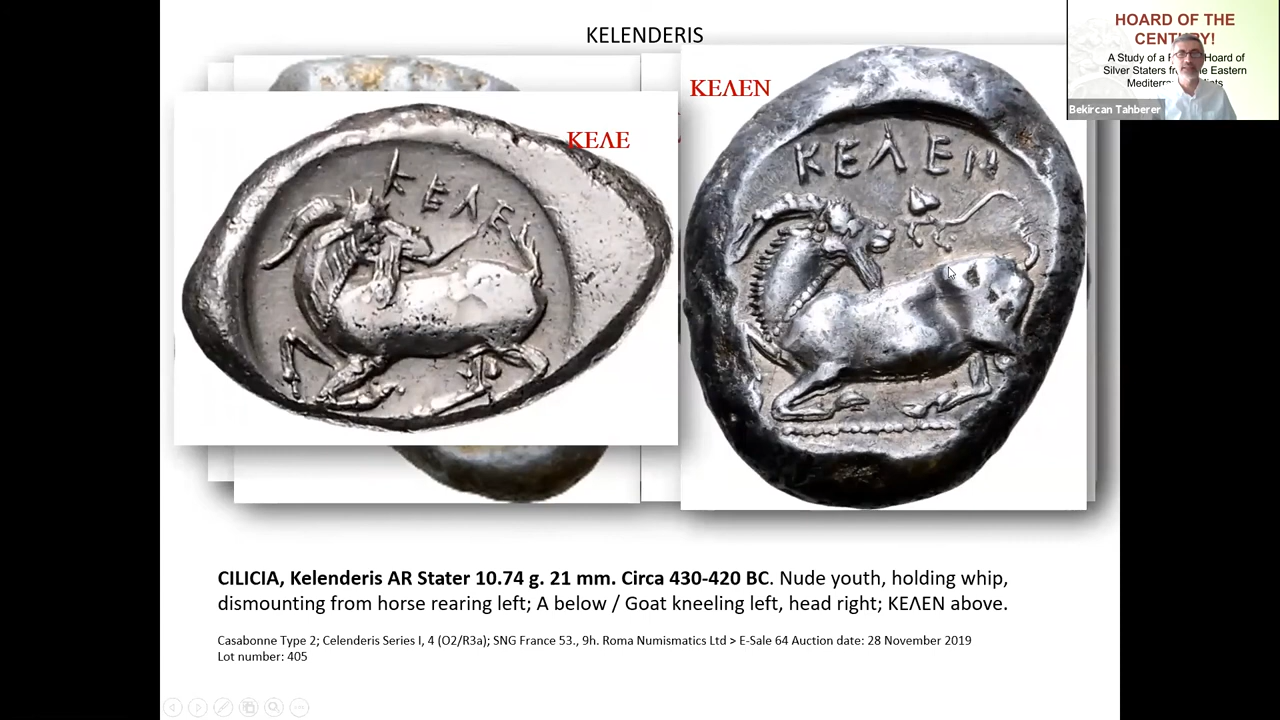 KELENDERIS
HOARD OF THE
CENTURY!
A Study of a Hoard of
Silver Staters Eastern
Bekircan Tahberer
ΚΕΛΕΝ
ΚΕΛΕ
ΚΕΛΕΝ
ΚΕΛΕ
CILICIA, Kelenderis AR Stater 10.74 g. 21 mm. Circa 430-420 BC. Nude youth, holding whip,
dismounting from horse rearing left; A below / Goat kneeling left, head right; ΚΕΛΕΝ above.
Casabonne Type 2; Celenderis Series I, 4 (O2/R3a); SNG France 53., 9h. Roma Numismatics Ltd > E-Sale 64 Auction date: 28 November 2019
Lot number: 405